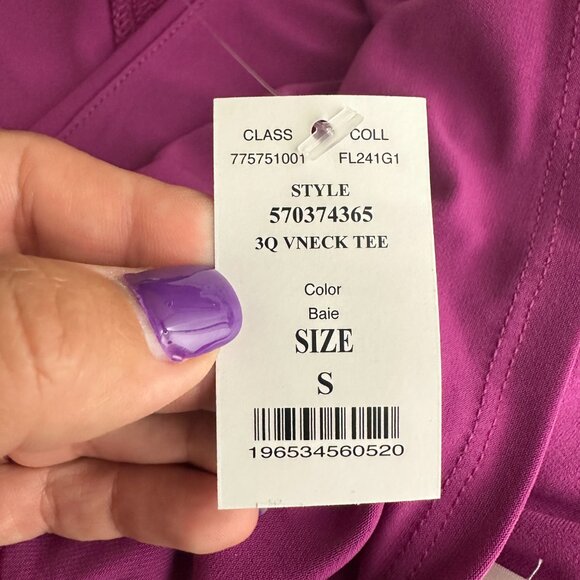 CLASS COLL
775751001 FL241G1
STYLE
570374365
3Q VNECK TEE
Color
Baie
SIZE
S
196534560520